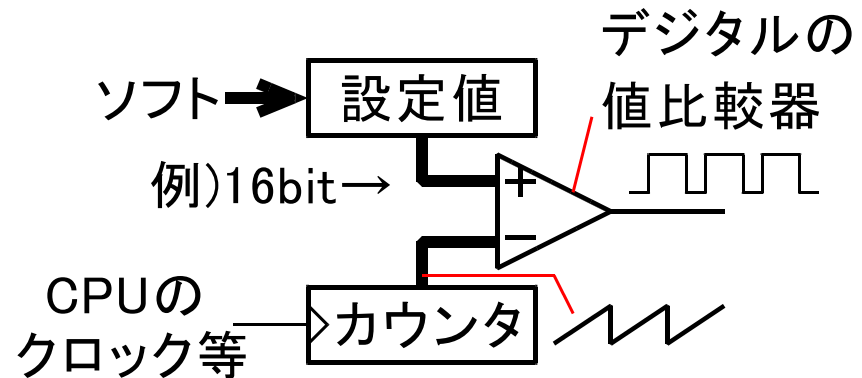 デジタルの
値比較器
ソフト
設定値
例)16bit→
+
−
CPUの
クロック等
カウンタ